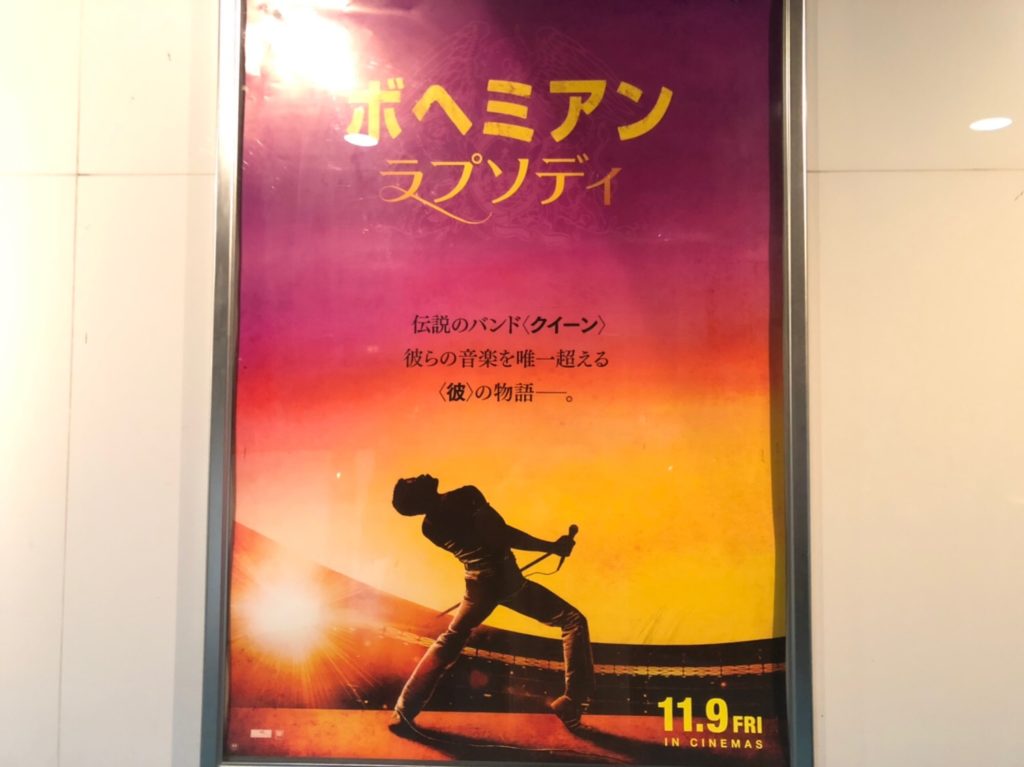 ボヘミアン
ラプソディ
伝説のバンド〈クイーン〉
彼らの音楽を唯一超える
〈彼〉の物語──。
11.9 FRI
IN CINEMAS